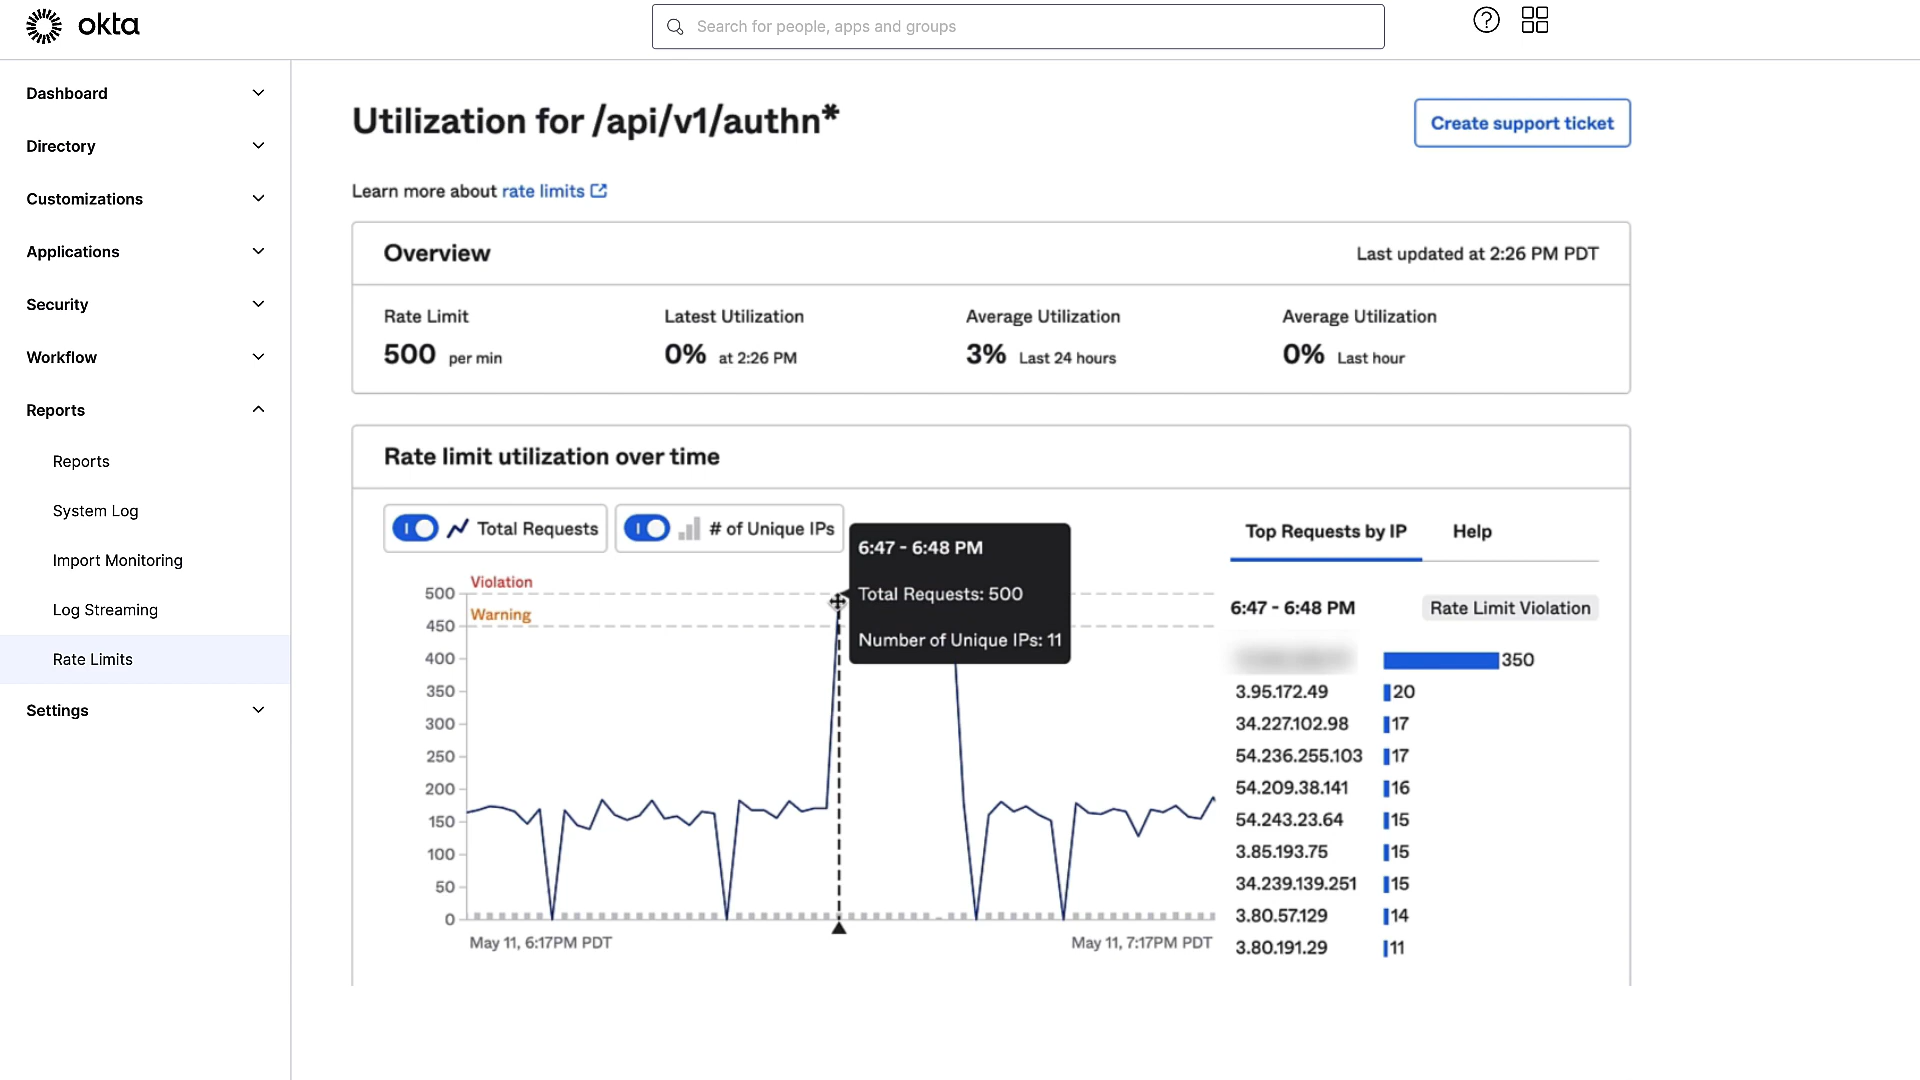 okta
Search for people, apps and groups
Dashboard
Directory
Customizations
Applications
Security
Workflow
Reports
Reports
System Log
Import Monitoring
Log Streaming
Rate Limits
Settings
Utilization for /api/v1/authn*
Create support ticket
Learn more about rate limits
Overview
Last updated at 2:26 PM PDT
Rate Limit
500 per min
Latest Utilization
0% at 2:26 PM
Average Utilization
3% Last 24 hours
Average Utilization
0% Last hour
Rate limit utilization over time
Total Requests
# of Unique IPs
6:47 - 6:48 PM
Total Requests: 500
Number of Unique IPs: 11
Violation
Warning
500
450
400
350
300
250
200
150
100
50
0
May 11, 6:17PM PDT
May 11, 7:17PM PDT
Top Requests by IP
Help
6:47 - 6:48 PM
Rate Limit Violation
350
3.95.172.49 20
34.227.102.98 17
54.236.255.103 17
54.209.38.141 16
54.243.23.64 15
3.85.193.75 15
34.239.139.251 15
3.80.57.129 14
3.80.191.29 11